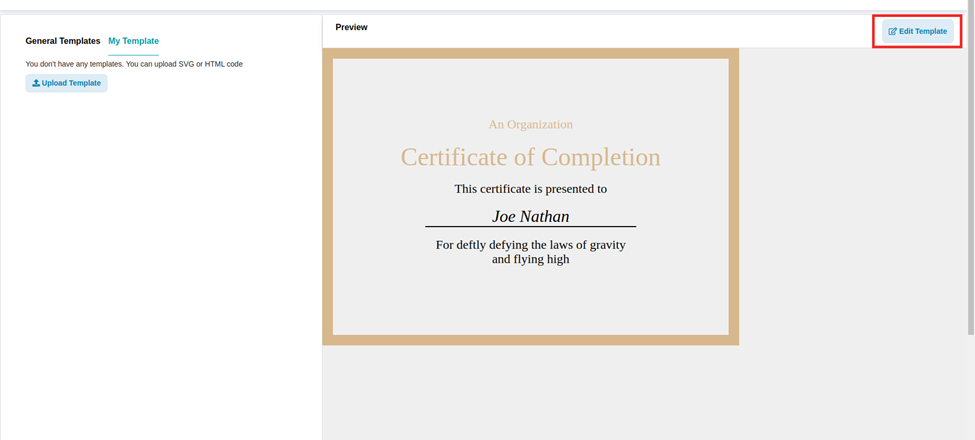 General Templates My Template
You don't have any templates. You can upload SVG or HTML code
Upload Template
Preview
Edit Template
An Organization
Certificate of Completion
This certificate is presented to
Joe Nathan
For deftly defying the laws of gravity
and flying high